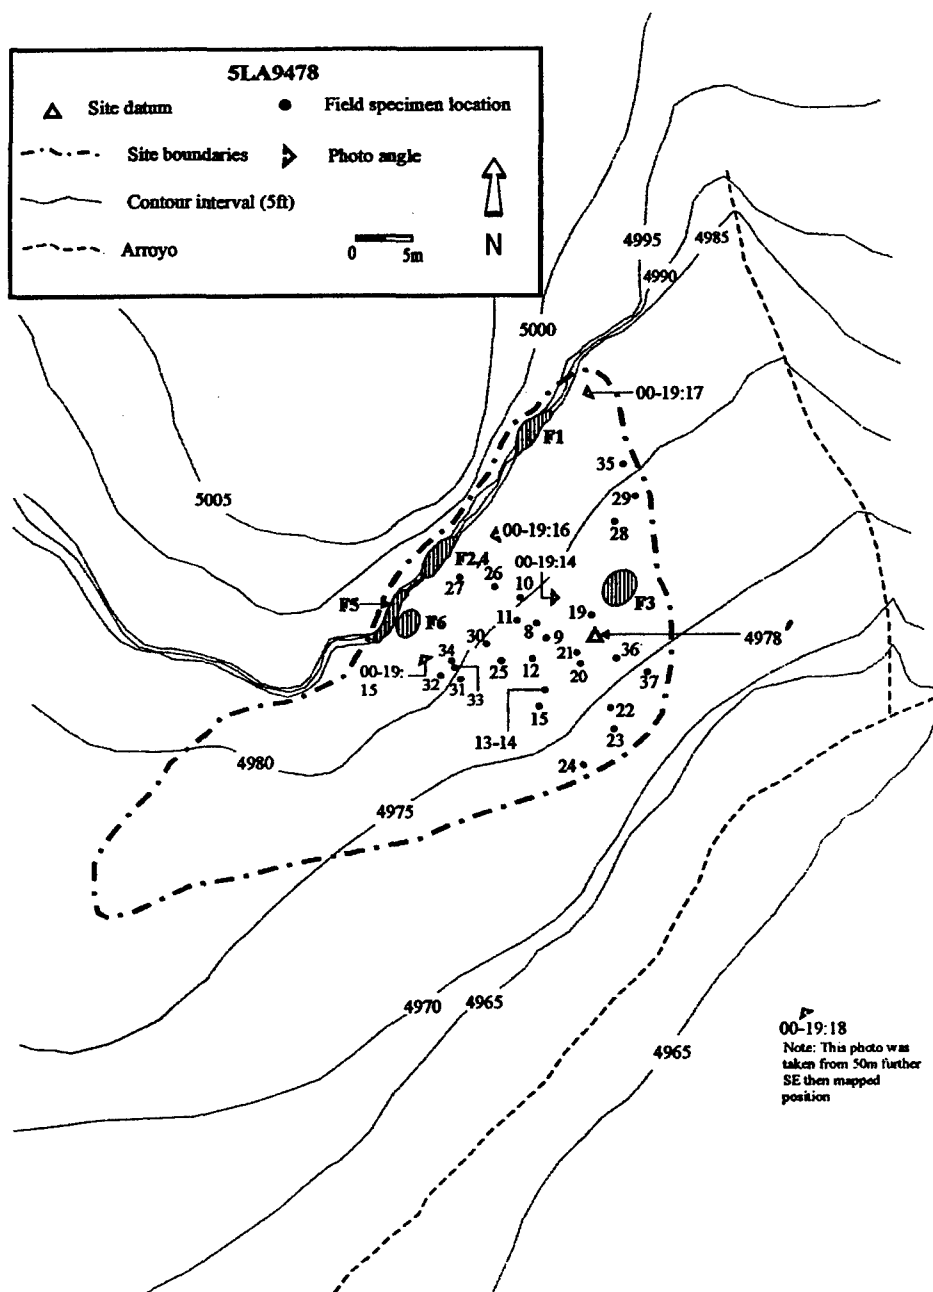 5LA9478
Site datum
Field specimen location
Site boundaries
Photo angle
Contour interval (5ft)
Arroyo
0 5m
N
4995
4985
4990
5000
00-19:17
F1
35
5005
29
28
00-19:16
F2,4
00-19:14
27
26
10
F3
F5
F6
19
11
8
9
4978
30
34
21
36
00-19:
15
25
12
20
37
32
31
33
15
22
13-14
23
24
4980
4975
4970
4965
4965
00-19:18
Note: This photo was
taken from 50m further
SE then mapped
position